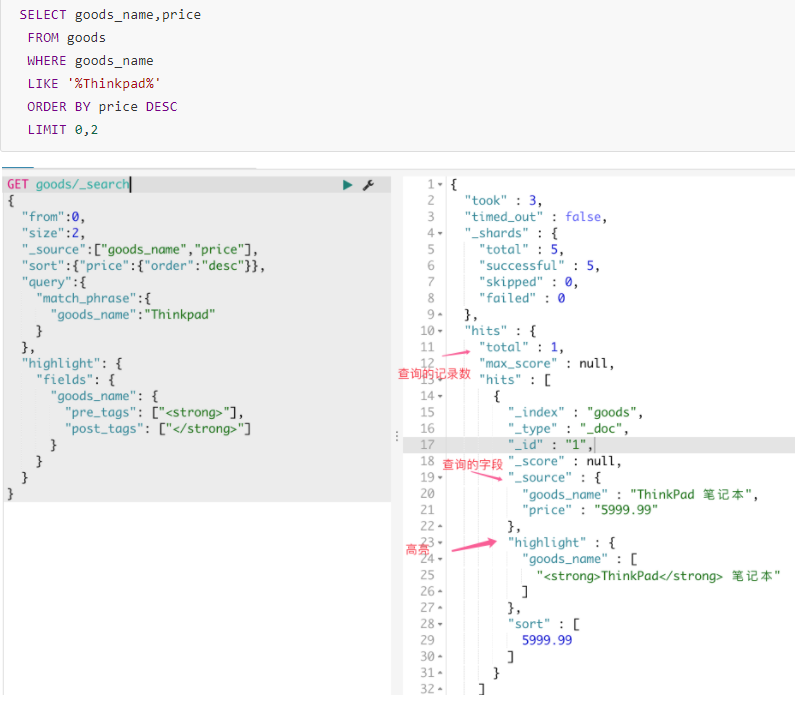 SELECT goods_name,price
FROM goods
WHERE goods_name
LIKE '%Thinkpad%'
ORDER BY price DESC
LIMIT 0,2
GET goods/_search
{
"from":0,
"size":2,
"_source":["goods_name","price"],
"sort":{"price":{"order":"desc"}},
"query":{
"match_phrase":{
"goods_name":"Thinkpad"
}
},
"highlight": {
"fields": {
"goods_name": {
"pre_tags": ["<strong>"],
"post_tags": ["</strong>"]
}
}
}
}
1 {
2 "took" : 3,
3 "timed_out" : false,
4 "_shards" : {
5 "total" : 5,
6 "successful" : 5,
7 "skipped" : 0,
8 "failed" : 0
9 },
10 "hits" : {
11 "total" : 1,
12 "max_score" : null,
查询的记录数
13 "hits" : [
14 {
15 "_index" : "goods",
16 "_type" : "_doc",
17 "_id" : "1",
18 "_score" : null,
查询的字段
19 "_source" : {
20 "goods_name" : "ThinkPad 笔记本",
21 "price" : "5999.99"
22 },
23 "highlight" : {
高亮
24 "goods_name" : [
25 "<strong>ThinkPad</strong> 笔记本"
26 ]
27 },
28 "sort" : [
29 5999.99
30 ]
31 }
32 ]